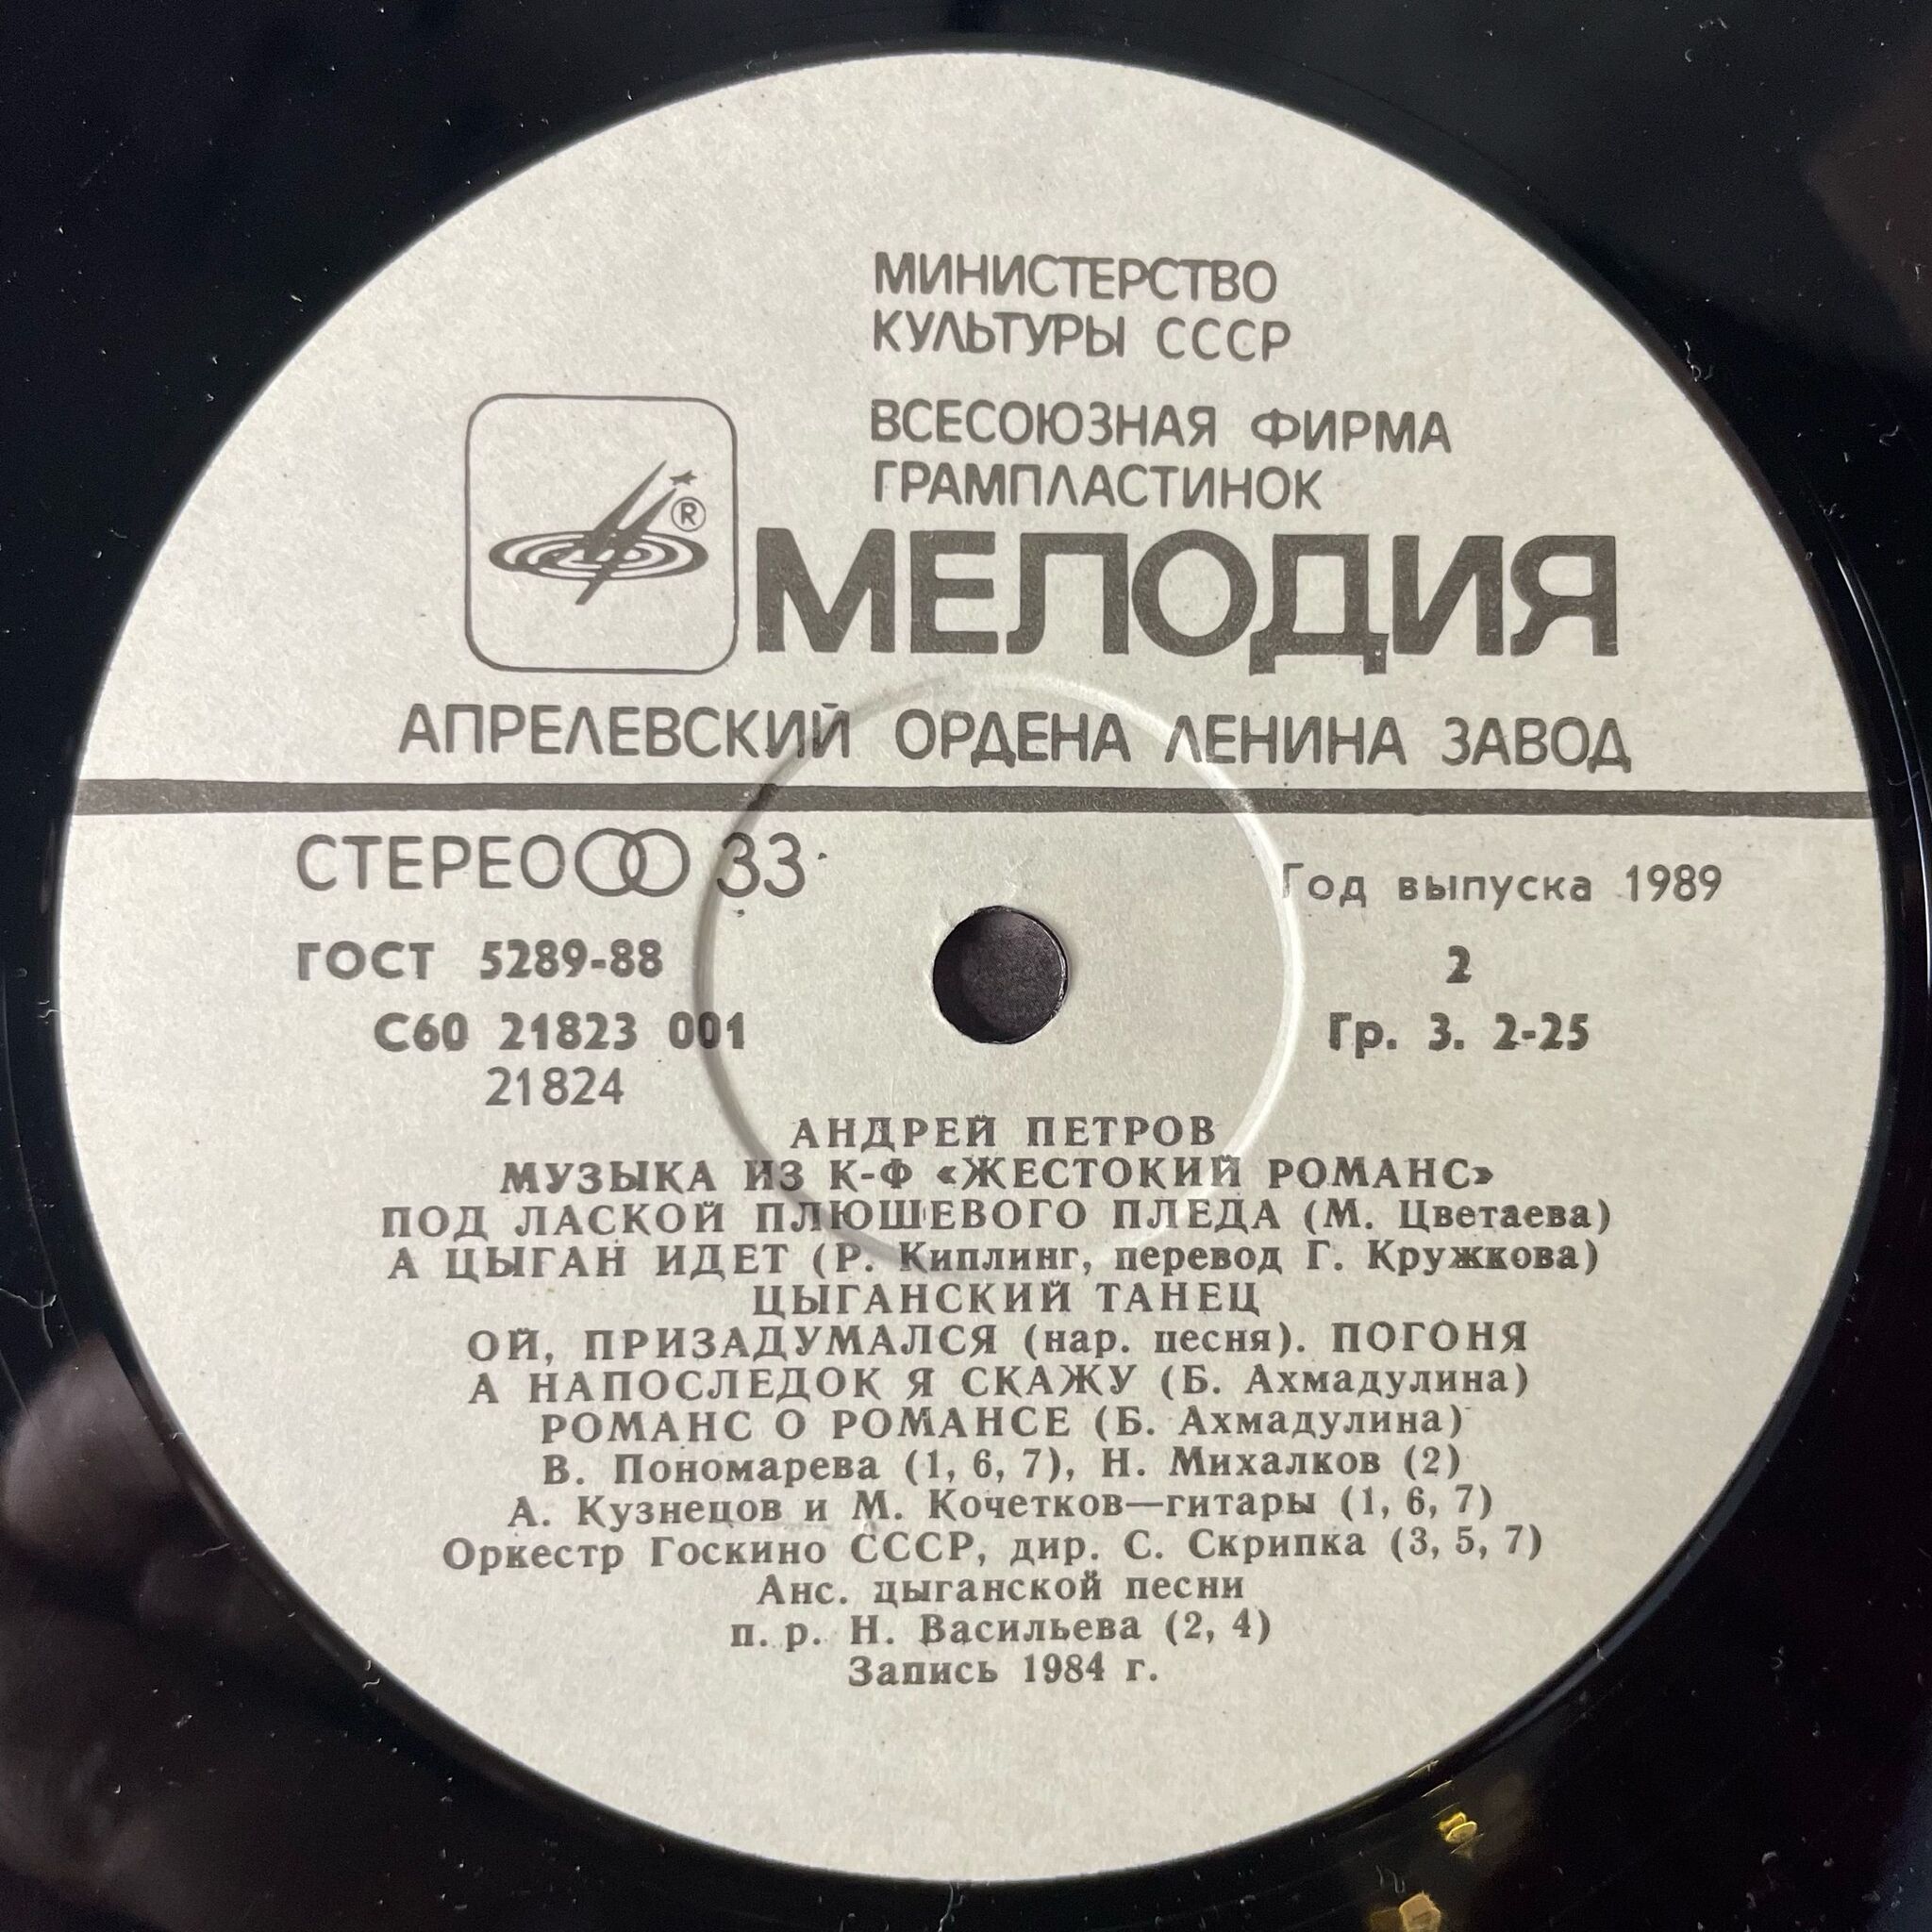 МИНИСТЕРСТВО
КУЛЬТУРЫ СССР
ВСЕСОЮЗНАЯ ФИРМА
ГРАМПЛАСТИНОК
®
МЕЛОДИЯ
АПРЕЛЕВСКИЙ ОРДЕНА ЛЕНИНА ЗАВОД
СТЕРЕО 33
Год выпуска 1989
ГОСТ 5289-88
2
С60 21823 001
Гр. 3. 2-25
21824
АНДРЕЙ ПЕТРОВ
МУЗЫКА ИЗ К-Ф «ЖЕСТОКИЙ РОМАНС»
ПОД ЛАСКОЙ ПЛЮШЕВОГО ПЛЕДА (М. Цветаева)
А ЦЫГАН ИДЕТ (Р. Киплинг, перевод Г. Кружкова)
ЦЫГАНСКИЙ ТАНЕЦ
ОЙ, ПРИЗАДУМАЛСЯ (нар. песня). ПОГОНЯ
А НАПОСЛЕДОК Я СКАЖУ (Б. Ахмадулина)
РОМАНС О РОМАНСЕ (Б. Ахмадулина)
В. Пономарева (1, 6, 7), Н. Михалков (2)
А. Кузнецов и М. Кочетков—гитары (1, 6, 7)
Оркестр Госкино СССР, дир. С. Скрипка (3, 5, 7)
Анс. цыганской песни
п. р. Н. Васильева (2, 4)
Запись 1984 г.